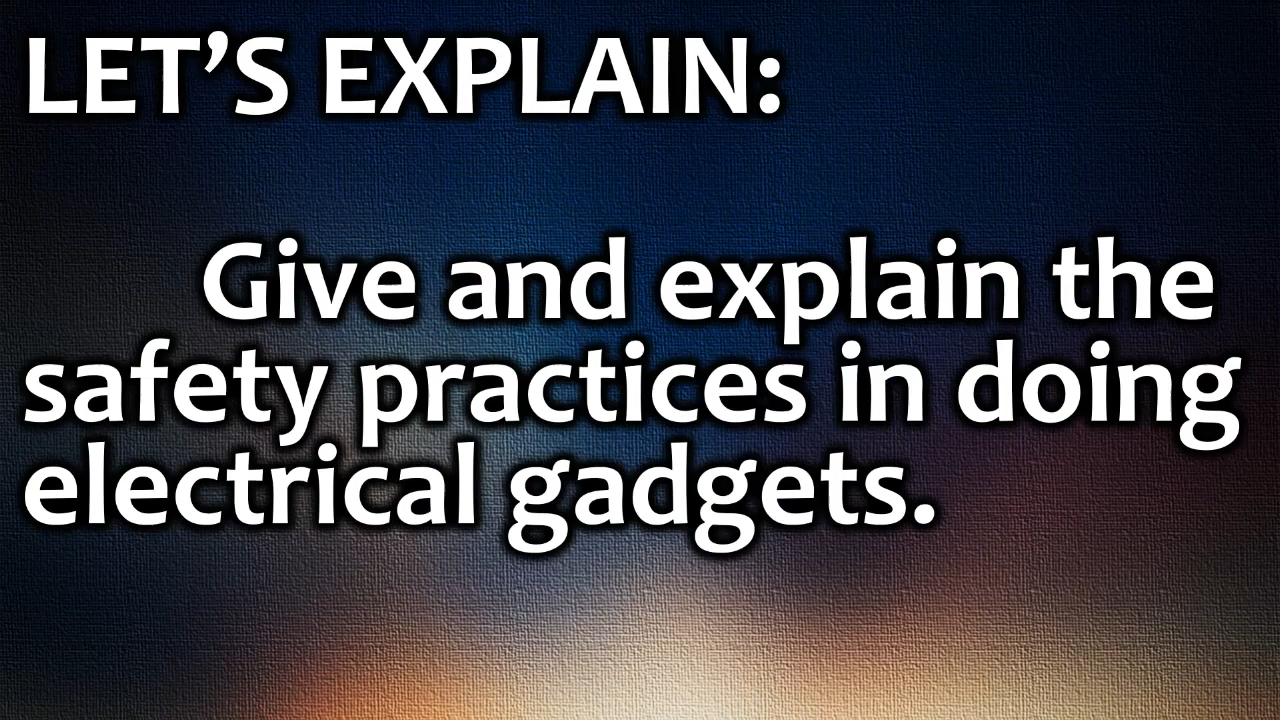 LET’S EXPLAIN:
Give and explain the
safety practices in doing
electrical gadgets.